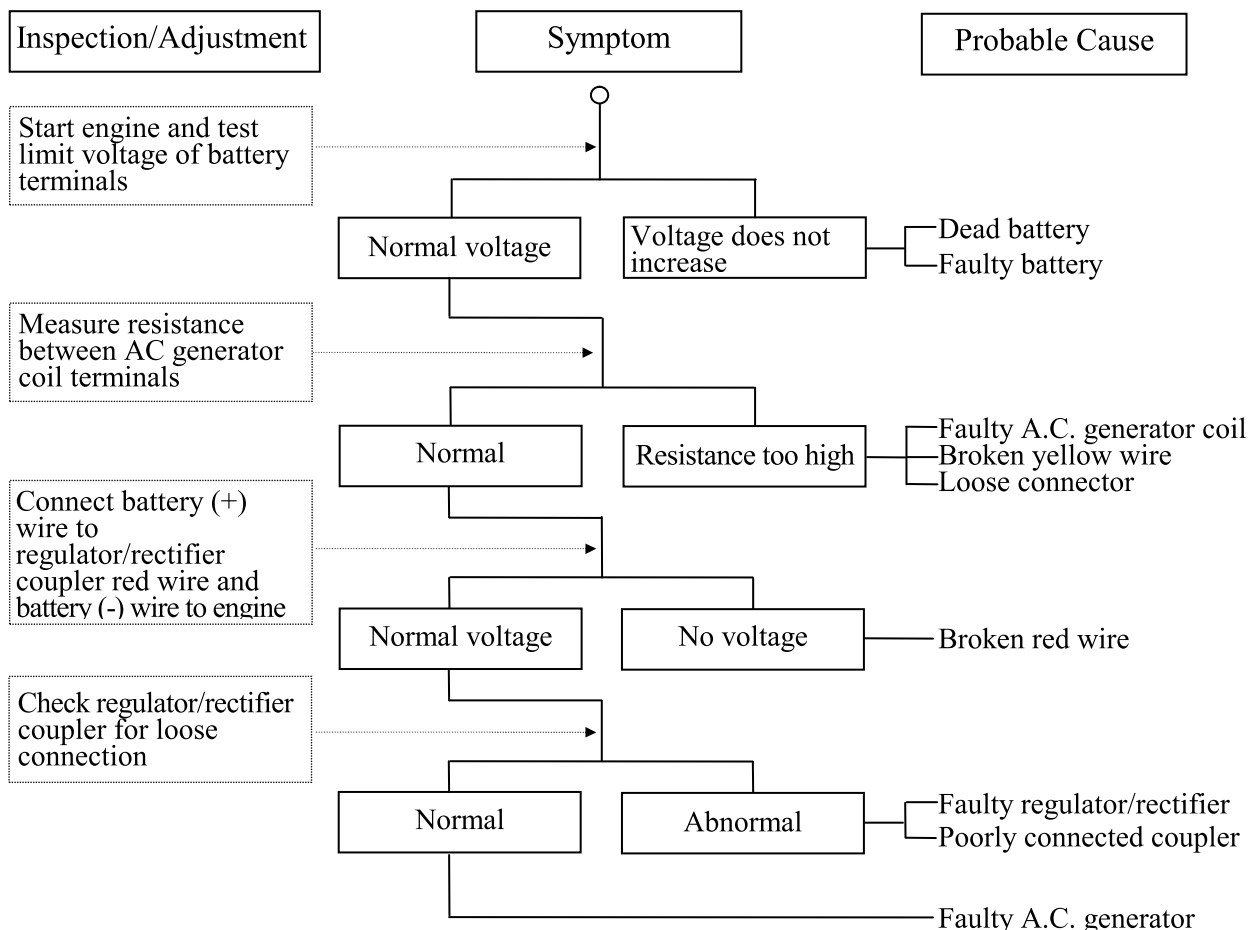 Inspection/Adjustment
Symptom
Probable Cause
Start engine and test
limit voltage of battery
terminals
Normal voltage
Voltage does not
increase
Dead battery
Faulty battery
Measure resistance
between AC generator
coil terminals
Normal
Resistance too high
Faulty A.C. generator coil
Broken yellow wire
Loose connector
Connect battery (+)
wire to
regulator/rectifier
coupler red wire and
battery (-) wire to engine
Normal voltage
No voltage
Broken red wire
Check regulator/rectifier
coupler for loose
connection
Normal
Abnormal
Faulty regulator/rectifier
Poorly connected coupler
Faulty A.C. generator